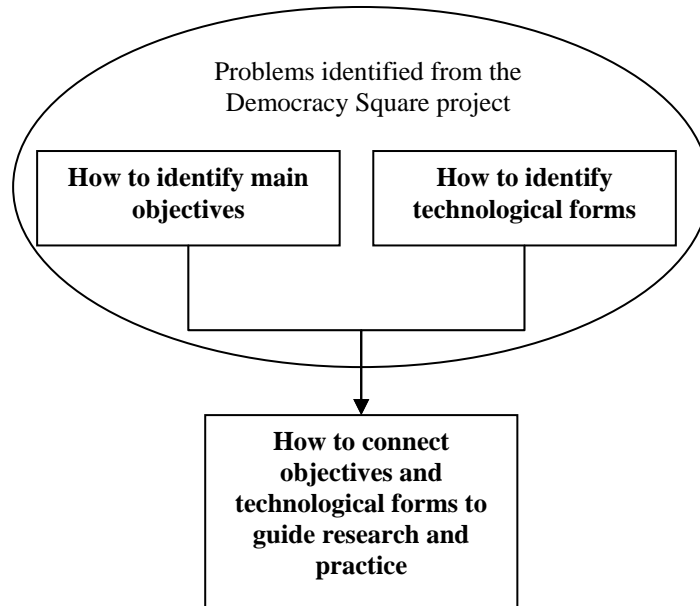 Problems identified from the
Democracy Square project
How to identify main
objectives
How to identify
technological forms
How to connect
objectives and
technological forms to
guide research and
practice